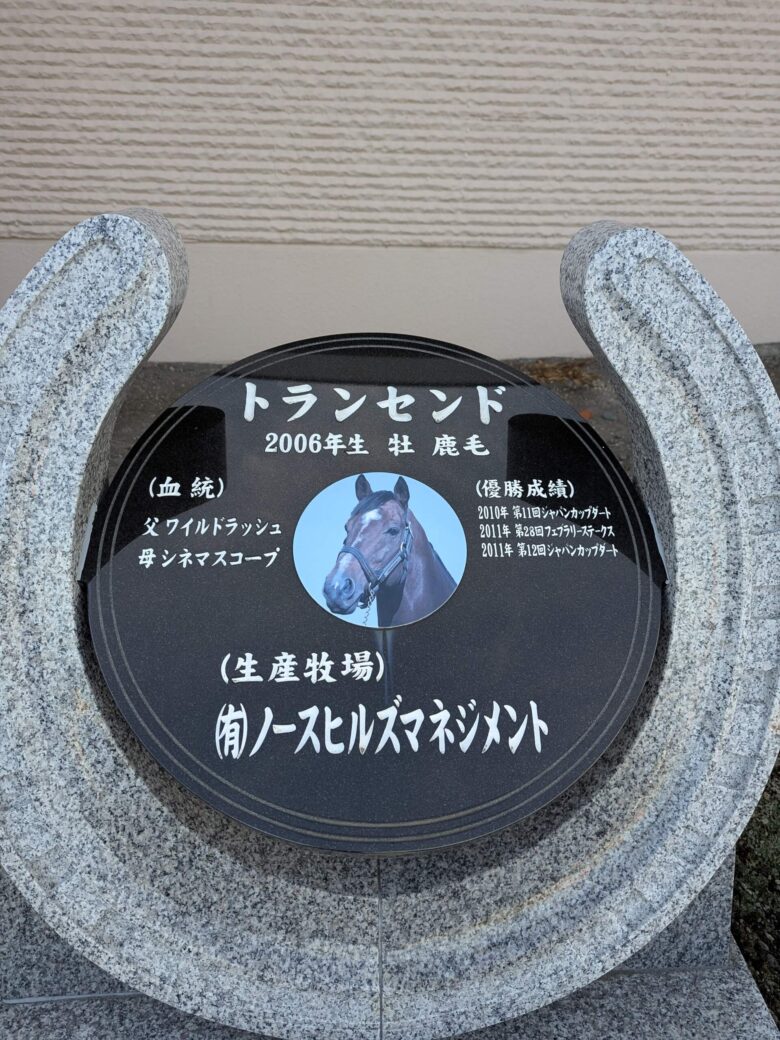 トランセンド
2006年生 牡 鹿毛
(血統)
父 ワイルドラッシュ
母 シネマスコープ
(優勝成績)
2010年 第11回ジャパンカップダート
2011年 第28回フェブラリーステークス
2011年 第12回ジャパンカップダート
(生産牧場)
㈲ノースヒルズマネジメント